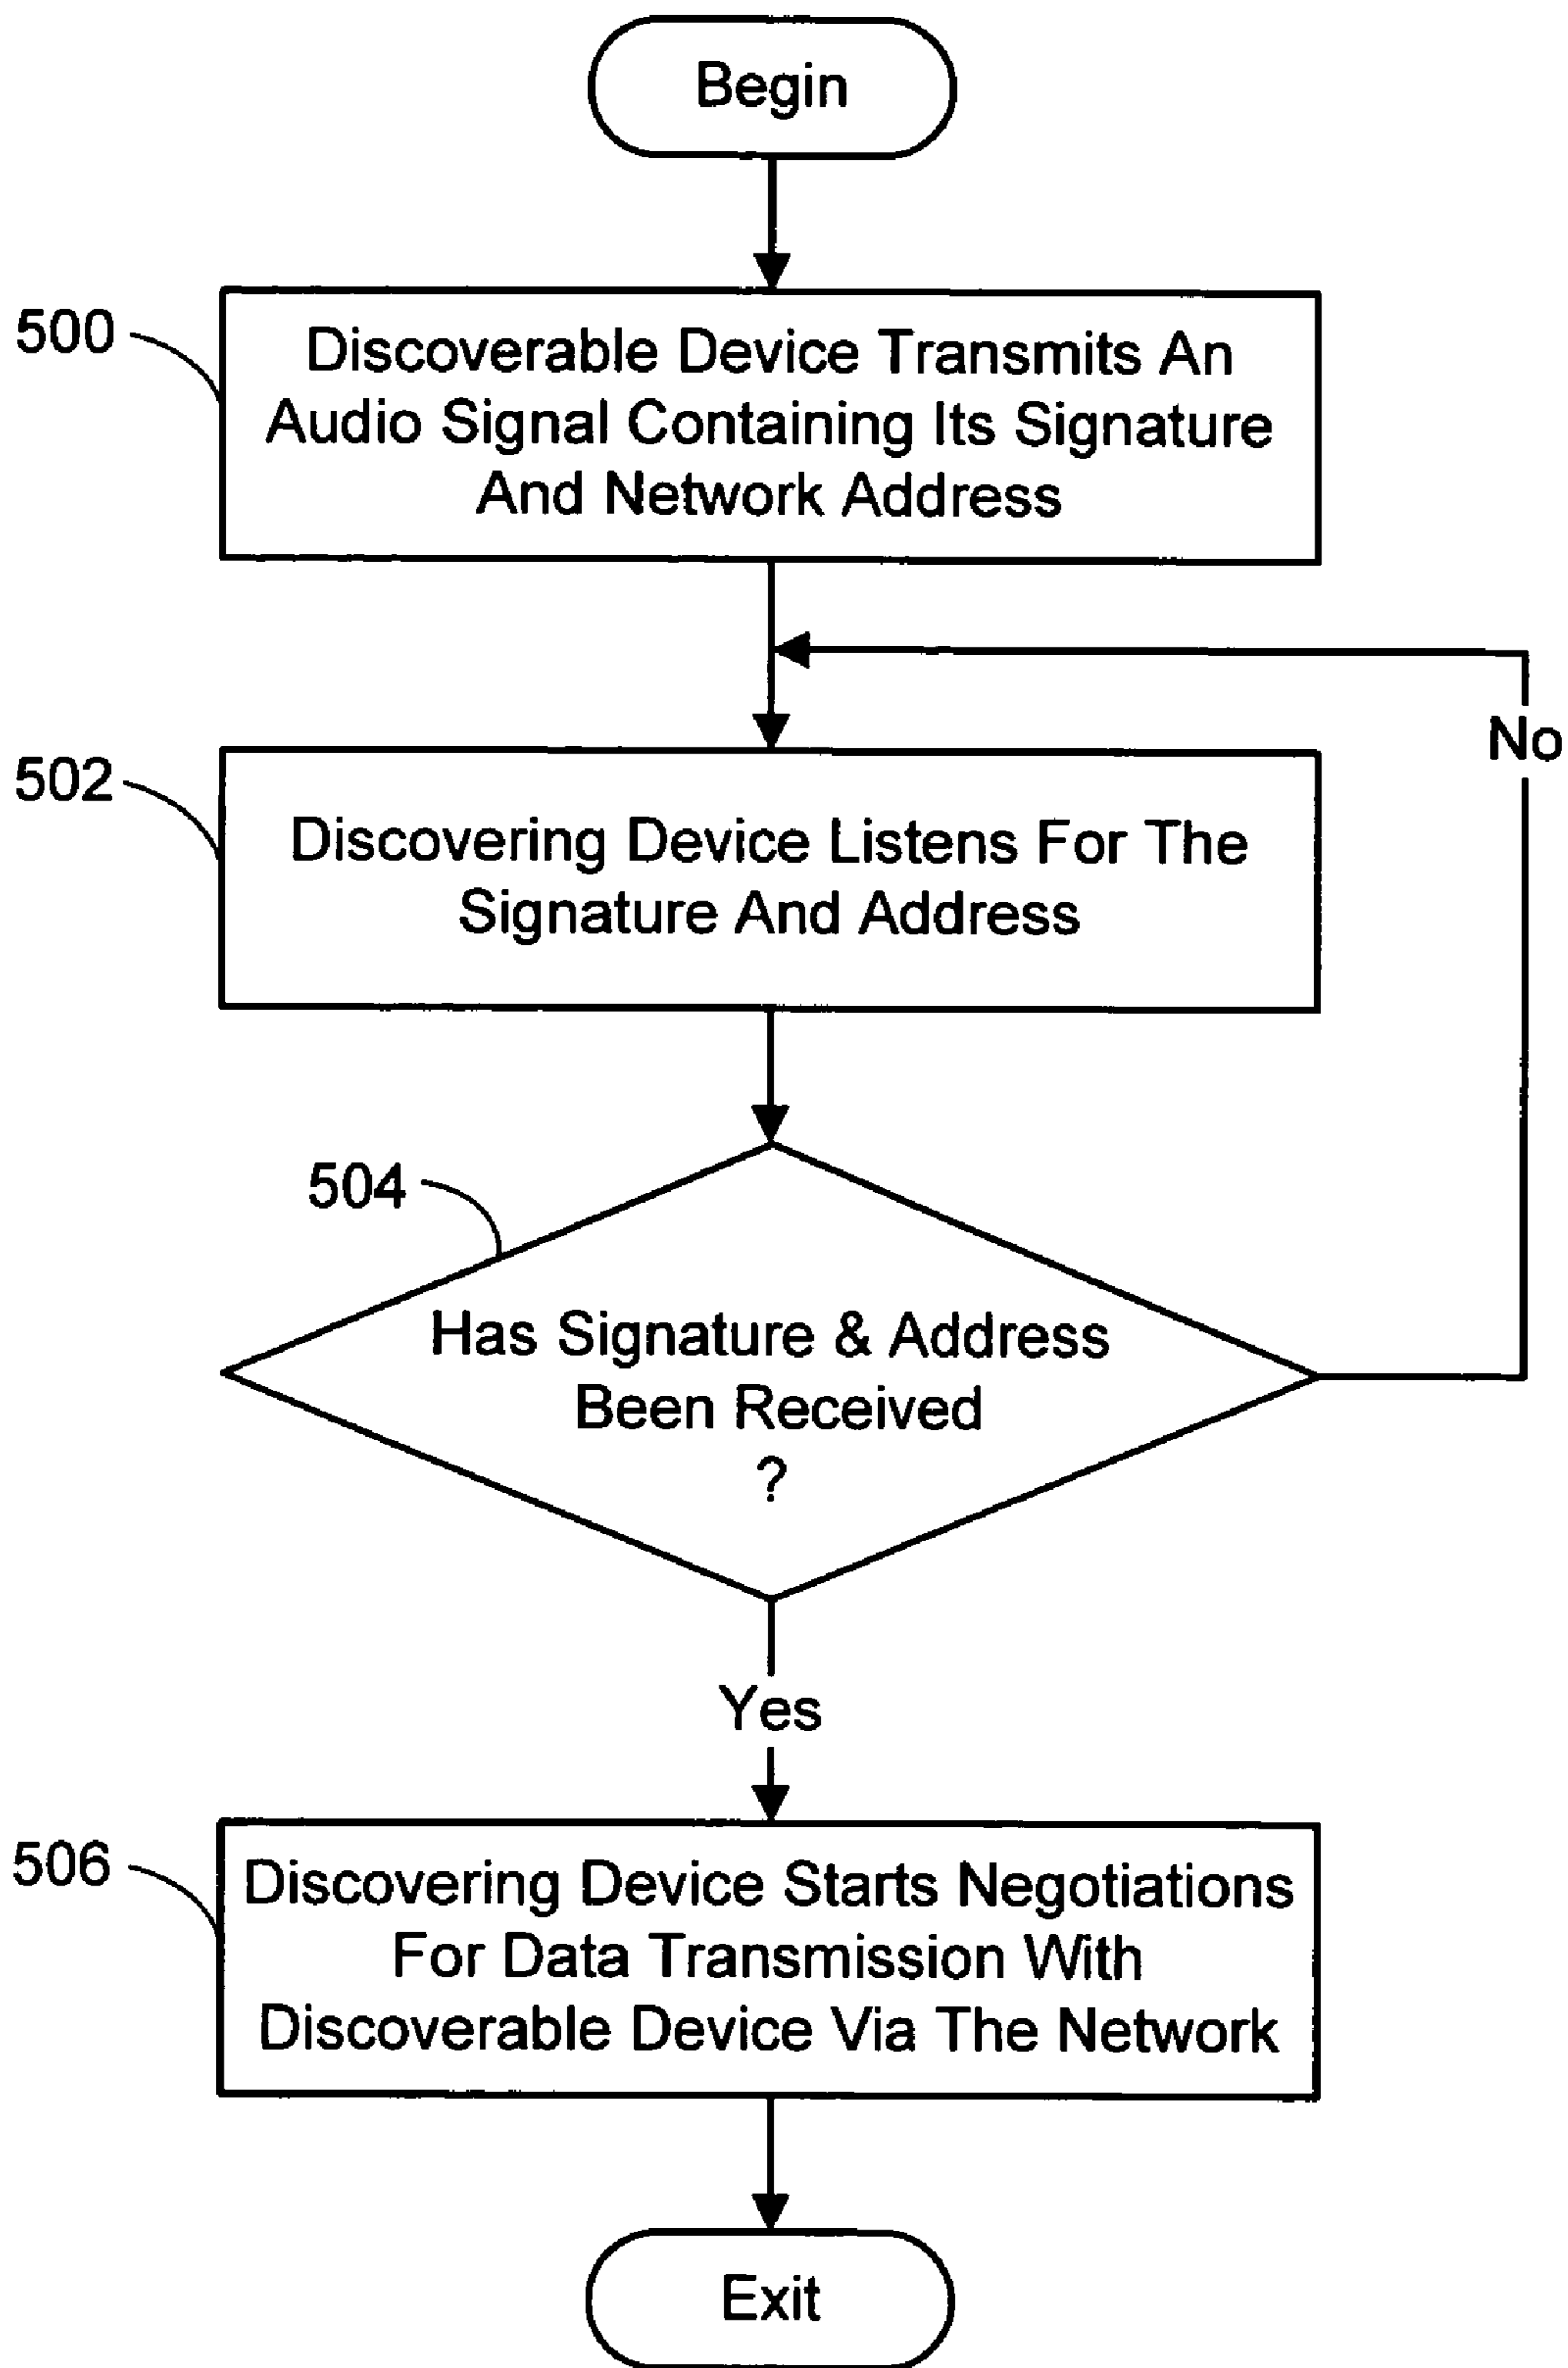 Begin
500
Discoverable Device Transmits An
Audio Signal Containing Its Signature
And Network Address
No
502
Discovering Device Listens For The
Signature And Address
504
Has Signature & Address
Been Received
?
Yes
506
Discovering Device Starts Negotiations
For Data Transmission With
Discoverable Device Via The Network
Exit